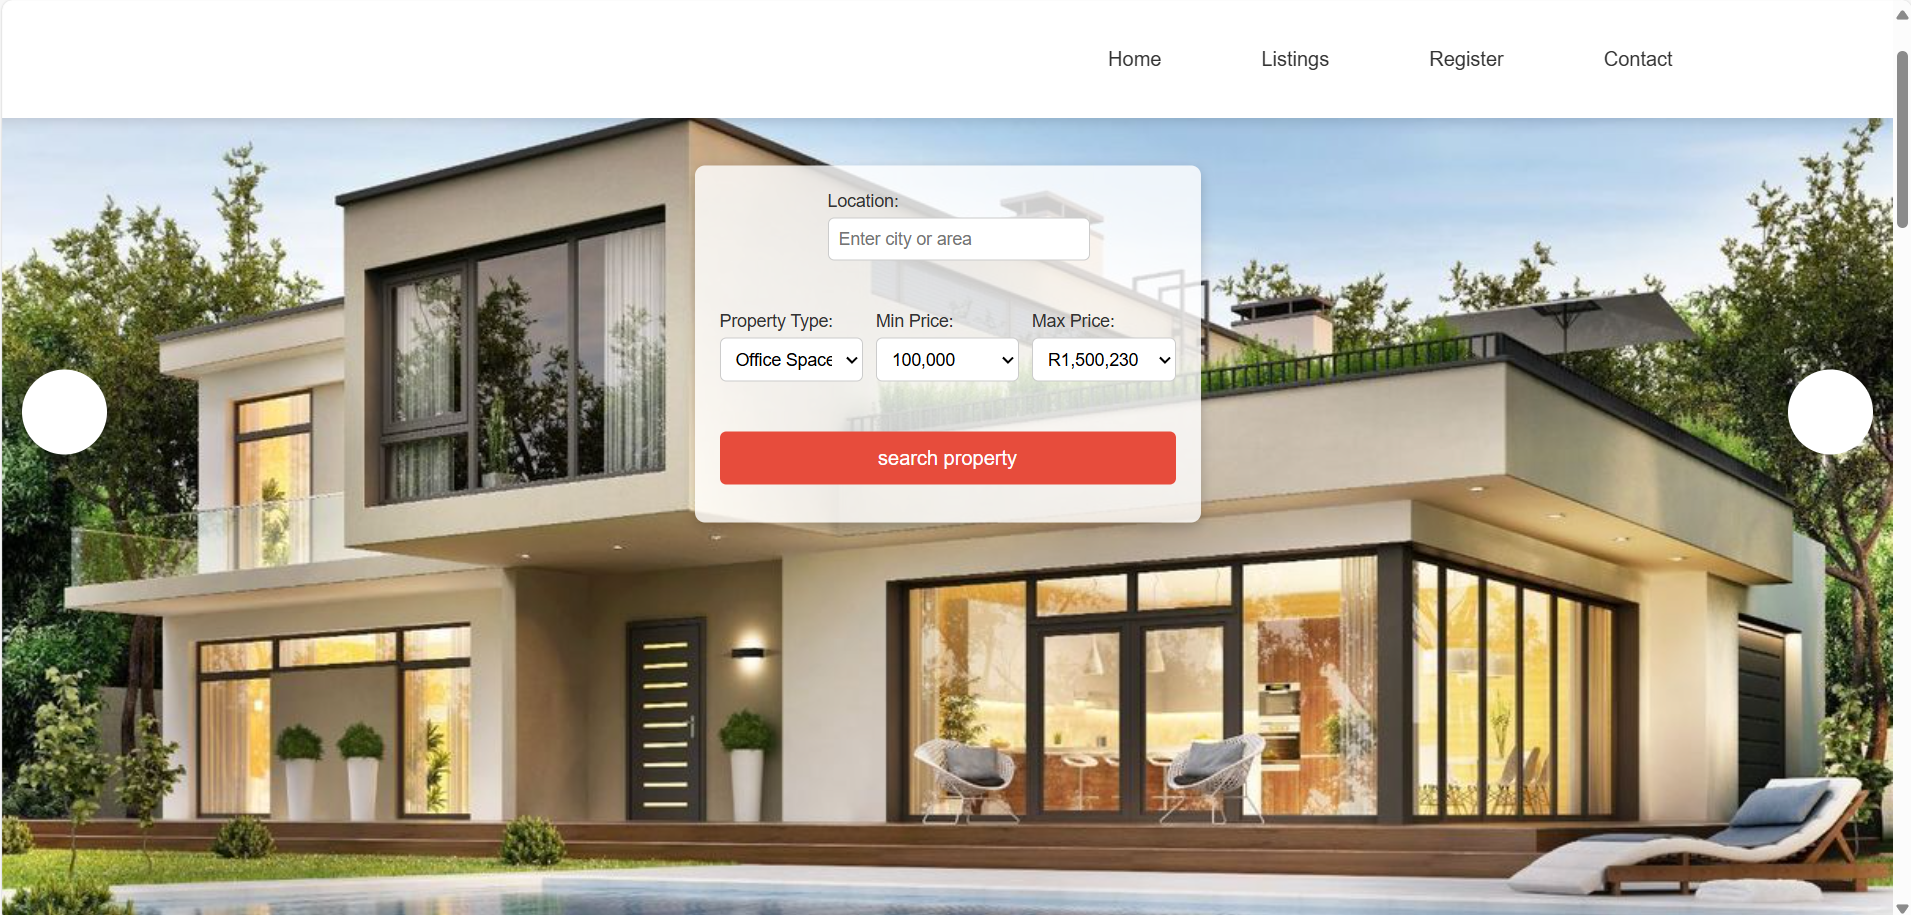 Home Listings Register Contact
Location:
Enter city or area
Property Type: Min Price: Max Price:
Office Space 100,000 R1,500,230
search property